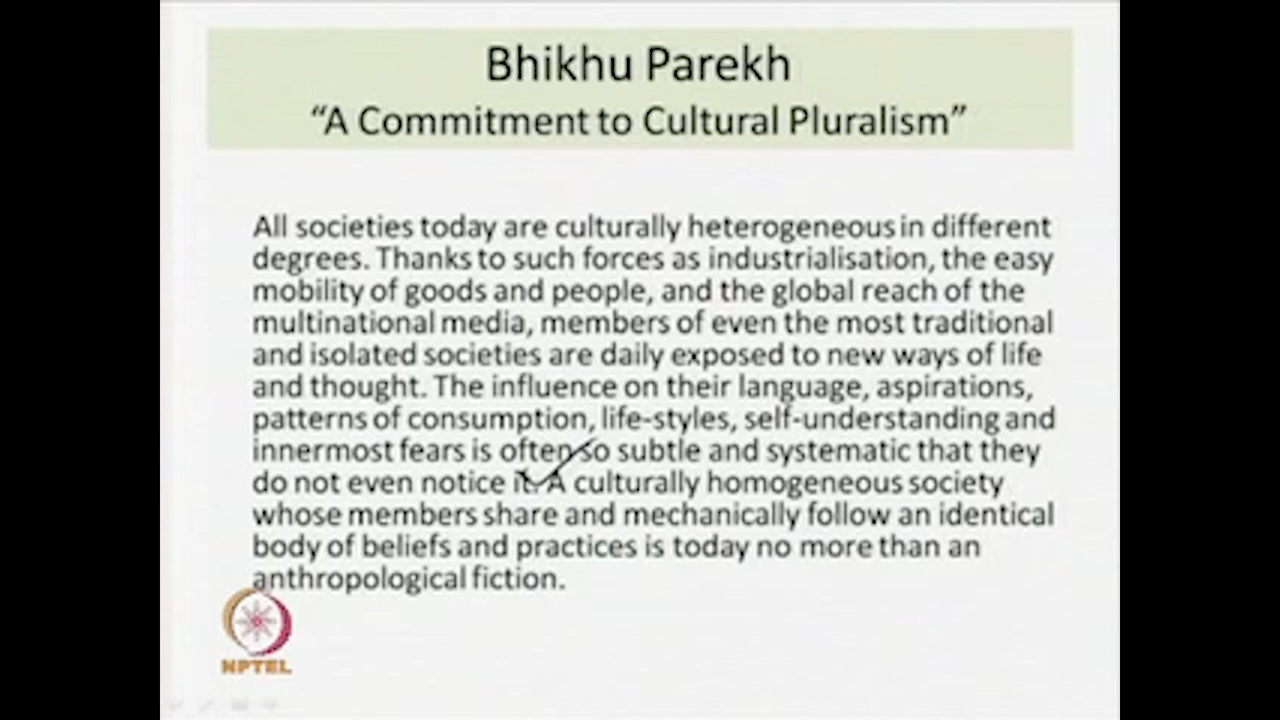 Bhikhu Parekh
“A Commitment to Cultural Pluralism”
All societies today are culturally heterogeneous in different
degrees. Thanks to such forces as industrialisation, the easy
mobility of goods and people, and the global reach of the
multinational media, members of even the most traditional
and isolated societies are daily exposed to new ways of life
and thought. The influence on their language, aspirations,
patterns of consumption, life-styles, self-understanding and
innermost fears is often so subtle and systematic that they
do not even notice it. A culturally homogeneous society
whose members share and mechanically follow an identical
body of beliefs and practices is today no more than an
anthropological fiction.
NPTEL